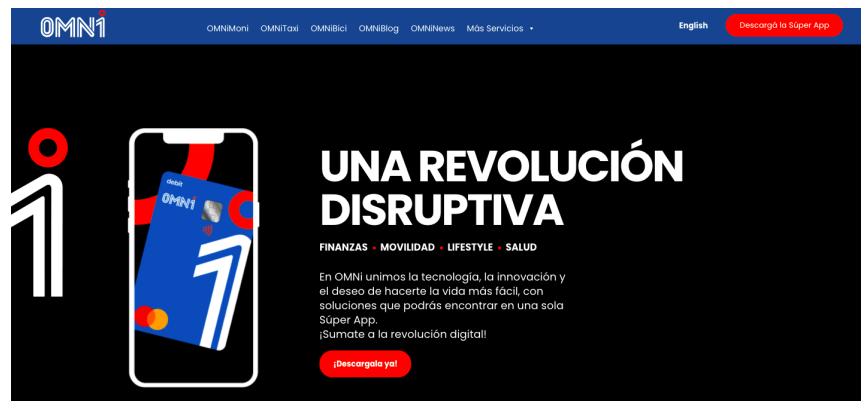 OMNi
OMNiMoni OMNiTaxi OMNiBici OMNiBlog OMNiNews Más Servicios
English
Descargá la Súper App
debit
OMNi
UNA REVOLUCIÓN
DISRUPTIVA
FINANZAS • MOVILIDAD • LIFESTYLE • SALUD
En OMNi unimos la tecnología, la innovación y
el deseo de hacerte la vida más fácil, con
soluciones que podrás encontrar en una sola
Súper App.
¡Sumate a la revolución digital!
¡Descargala ya!